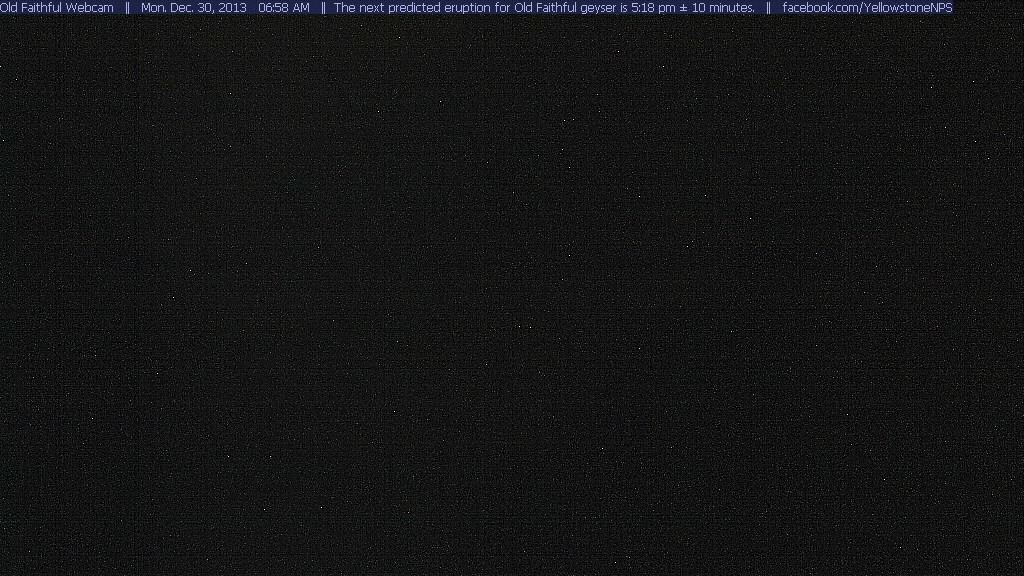 Old Faithful Webcam || Mon. Dec. 30, 2013 06:58 AM || The next predicted eruption for Old Faithful geyser is 5:18 pm ± 10 minutes. || facebook.com/YellowstoneNPS